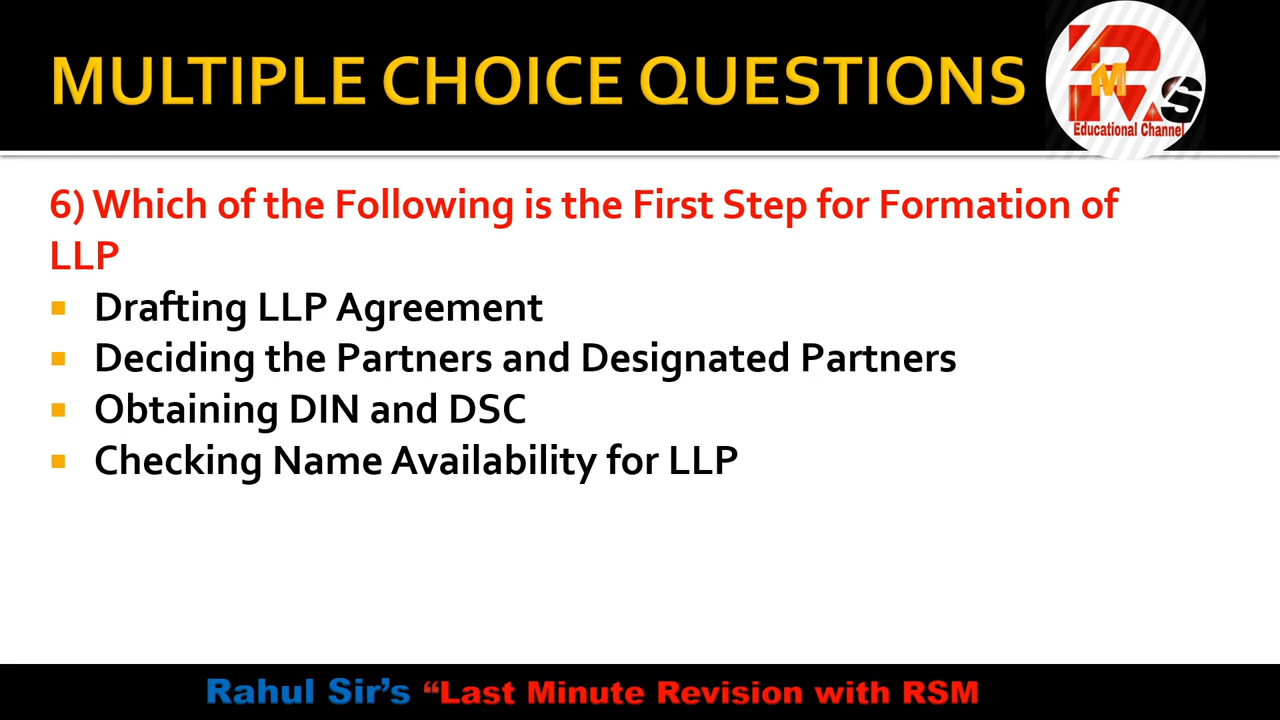 MULTIPLE CHOICE QUESTIONS
RMS
Educational Channel
6) Which of the Following is the First Step for Formation of
LLP
Drafting LLP Agreement
Deciding the Partners and Designated Partners
Obtaining DIN and DSC
Checking Name Availability for LLP
Rahul Sir’s “Last Minute Revision with RSM